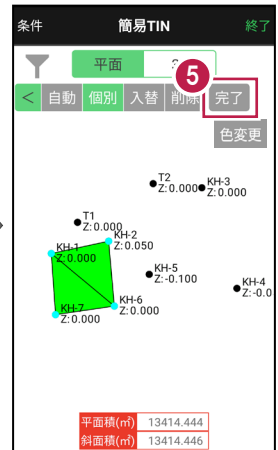 条件 簡易TIN 終了
平面
5
< 自動 個別 入替 削除 完了
色変更
T2
Z:0.000
KH-3
Z:0.000
T1
Z:0.000
KH-2
Z:0.050
KH-1
Z:0.000
KH-5
Z:-0.100
KH-4
Z:-0.0
KH-6
Z:0.000
KH-7
Z:0.000
平面積(㎡) 13414.444
斜面積(㎡) 13414.446